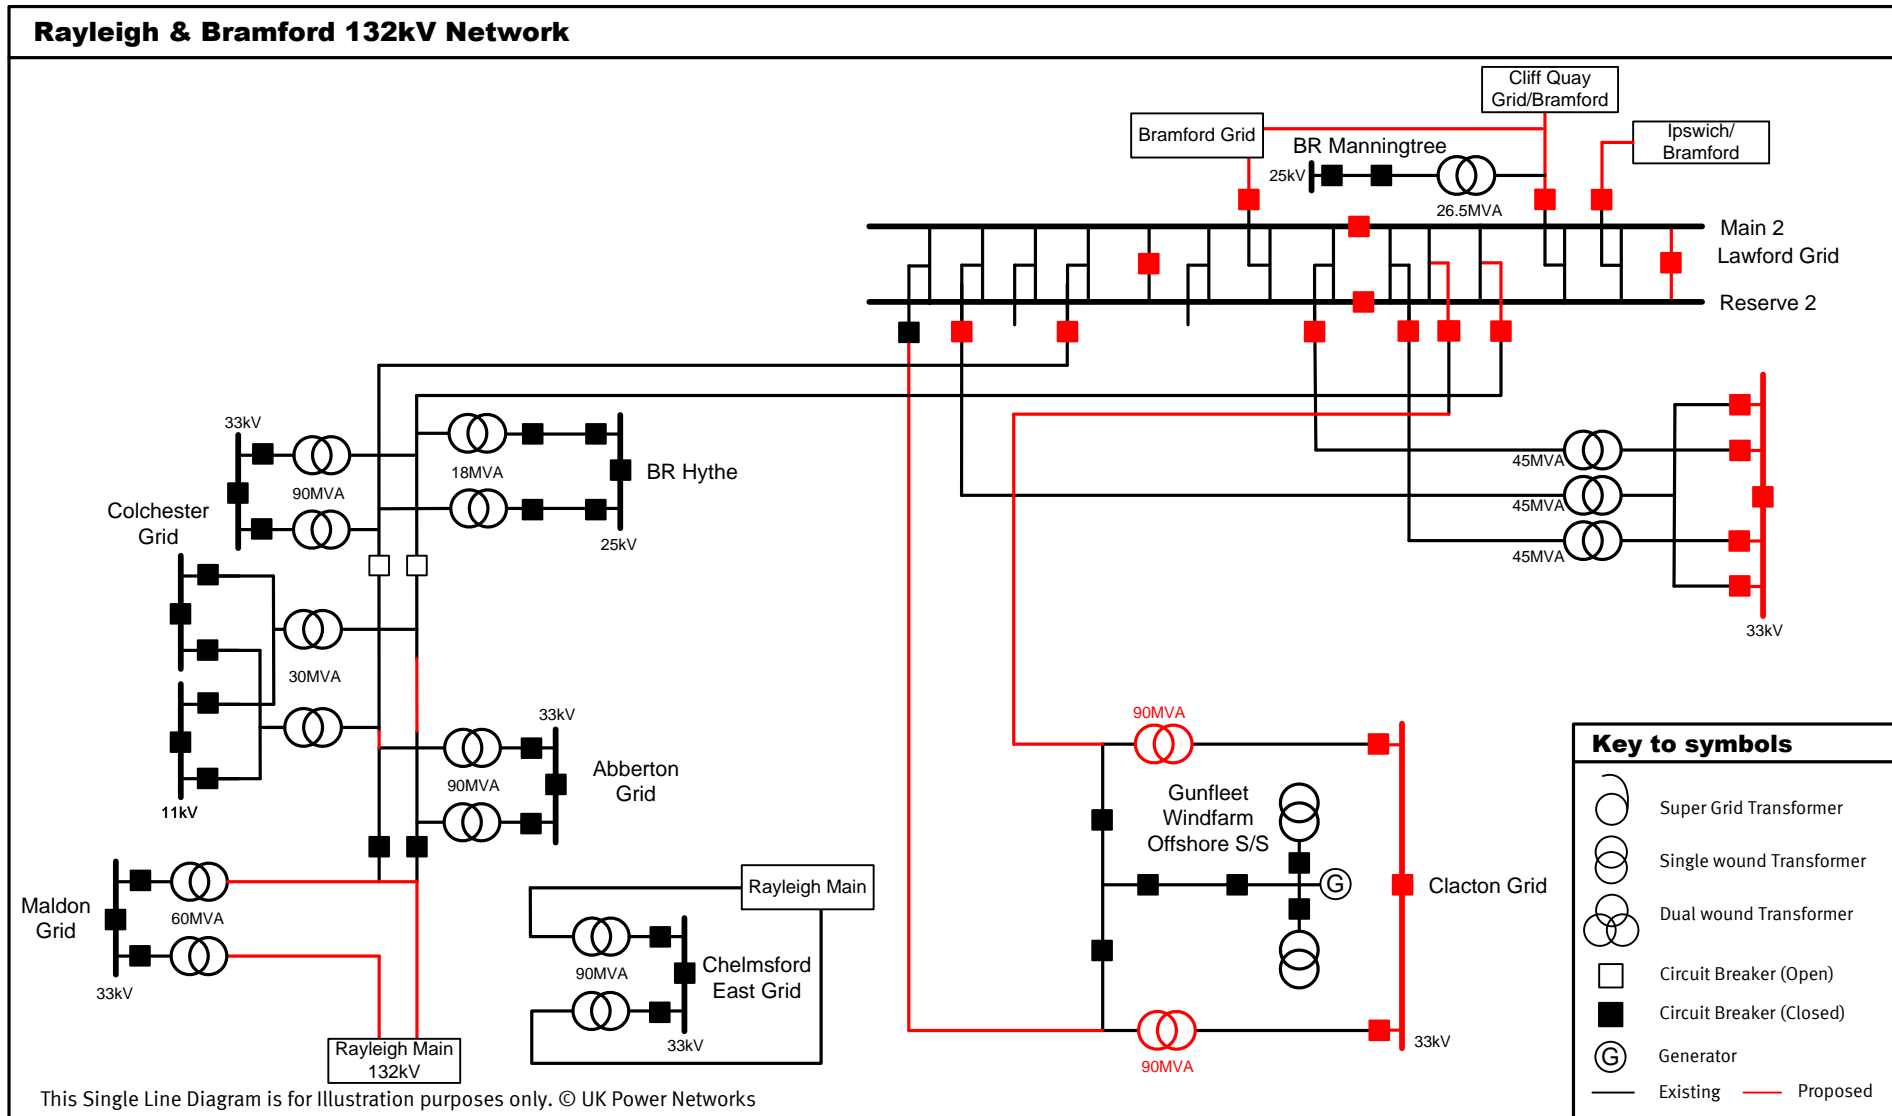 Rayleigh & Bramford 132kV Network
Cliff Quay
Grid/Bramford
Bramford Grid
Ipswich/
Bramford
BR Manningtree
25kV
26.5MVA
Main 2
Lawford Grid
Reserve 2
33kV
90MVA
18MVA
BR Hythe
25kV
Colchester
Grid
30MVA
11kV
33kV
90MVA
Abberton
Grid
45MVA
45MVA
45MVA
33kV
Maldon
Grid
60MVA
33kV
Rayleigh Main
132kV
Rayleigh Main
90MVA
Chelmsford
East Grid
33kV
90MVA
Gunfleet
Windfarm
Offshore S/S
G
Clacton Grid
90MVA
33kV
Key to symbols
Super Grid Transformer
Single wound Transformer
Dual wound Transformer
Circuit Breaker (Open)
Circuit Breaker (Closed)
G
Generator
Existing
Proposed
This Single Line Diagram is for Illustration purposes only. © UK Power Networks